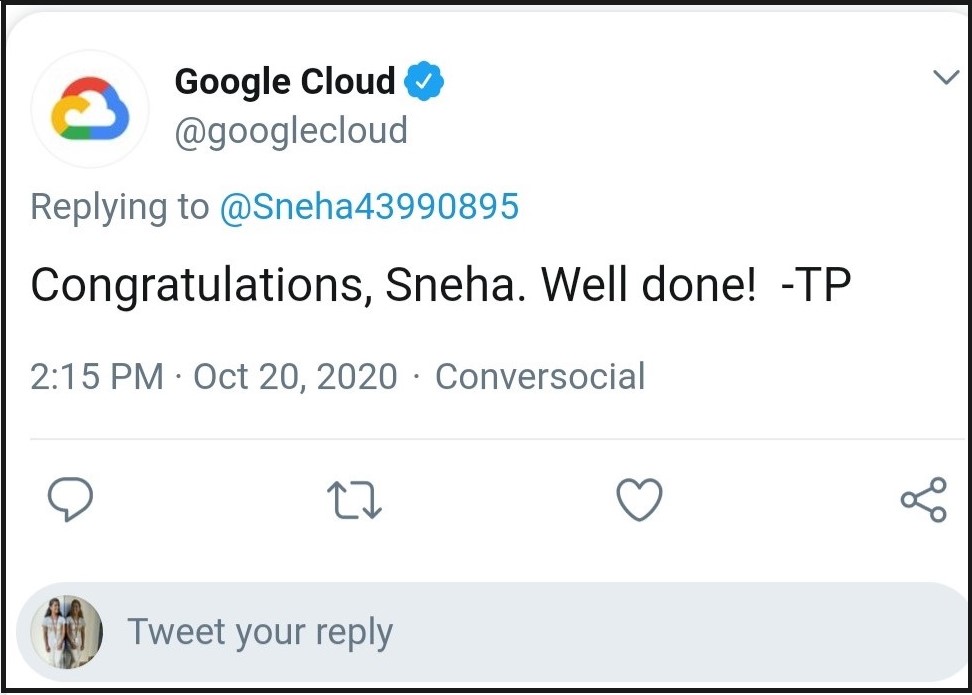 Google Cloud
@googlecloud
Replying to @Sneha43990895
Congratulations, Sneha. Well done! -TP
2:15 PM · Oct 20, 2020 · Conversocial
Tweet your reply